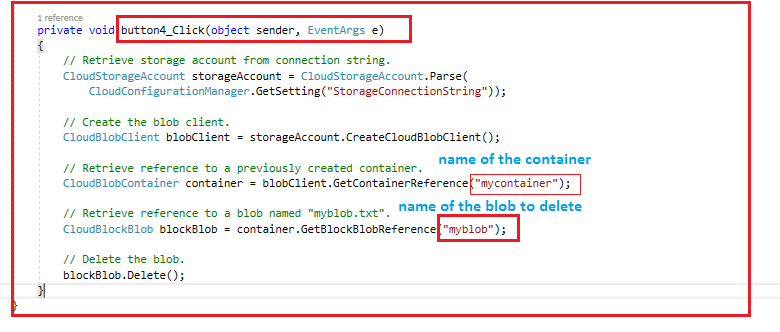 1 reference
private void button4_Click(object sender, EventArgs e)
{
// Retrieve storage account from connection string.
CloudStorageAccount storageAccount = CloudStorageAccount.Parse(
CloudConfigurationManager.GetSetting("StorageConnectionString"));
// Create the blob client.
CloudBlobClient blobClient = storageAccount.CreateCloudBlobClient();
name of the container
// Retrieve reference to a previously created container.
CloudBlobContainer container = blobClient.GetContainerReference("mycontainer");
name of the blob to delete
// Retrieve reference to a blob named "myblob.txt".
CloudBlockBlob blockBlob = container.GetBlockBlobReference("myblob");
// Delete the blob.
blockBlob.Delete();
}
}